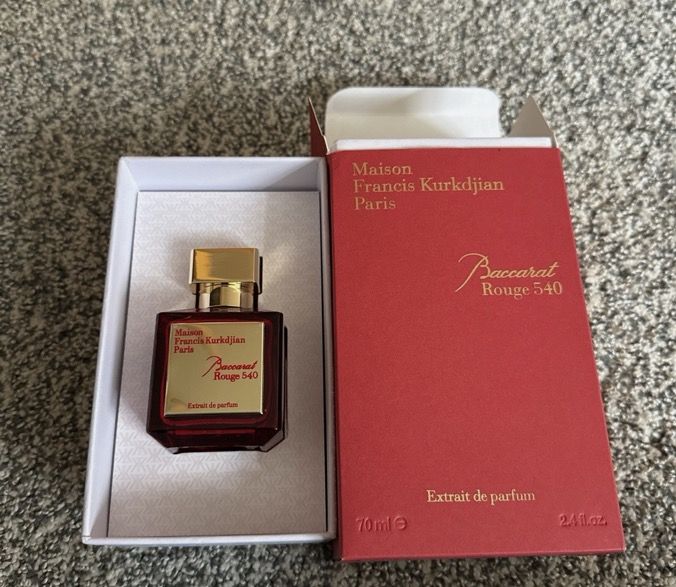 Maison
Francis Kurkdjian
Paris
Baccarat
Rouge 540
Extrait de parfum
Maison
Francis Kurkdjian
Paris
Baccarat
Rouge 540
Extrait de parfum
70 ml ℮ 2.4 fl.oz.